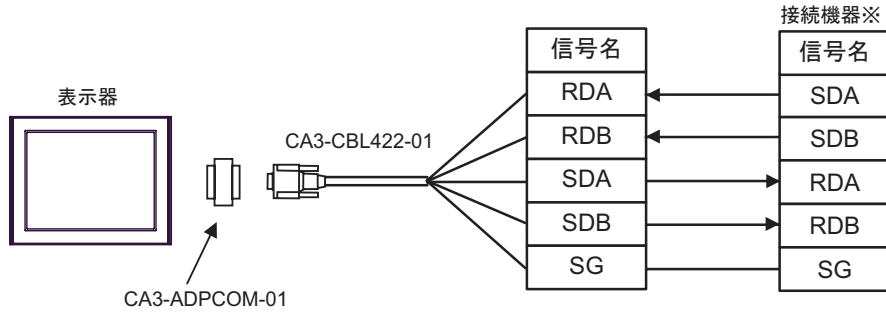 接続機器※
表示器
CA3-CBL422-01
CA3-ADPCOM-01
信号名
RDA
RDB
SDA
SDB
SG
信号名
SDA
SDB
RDA
RDB
SG